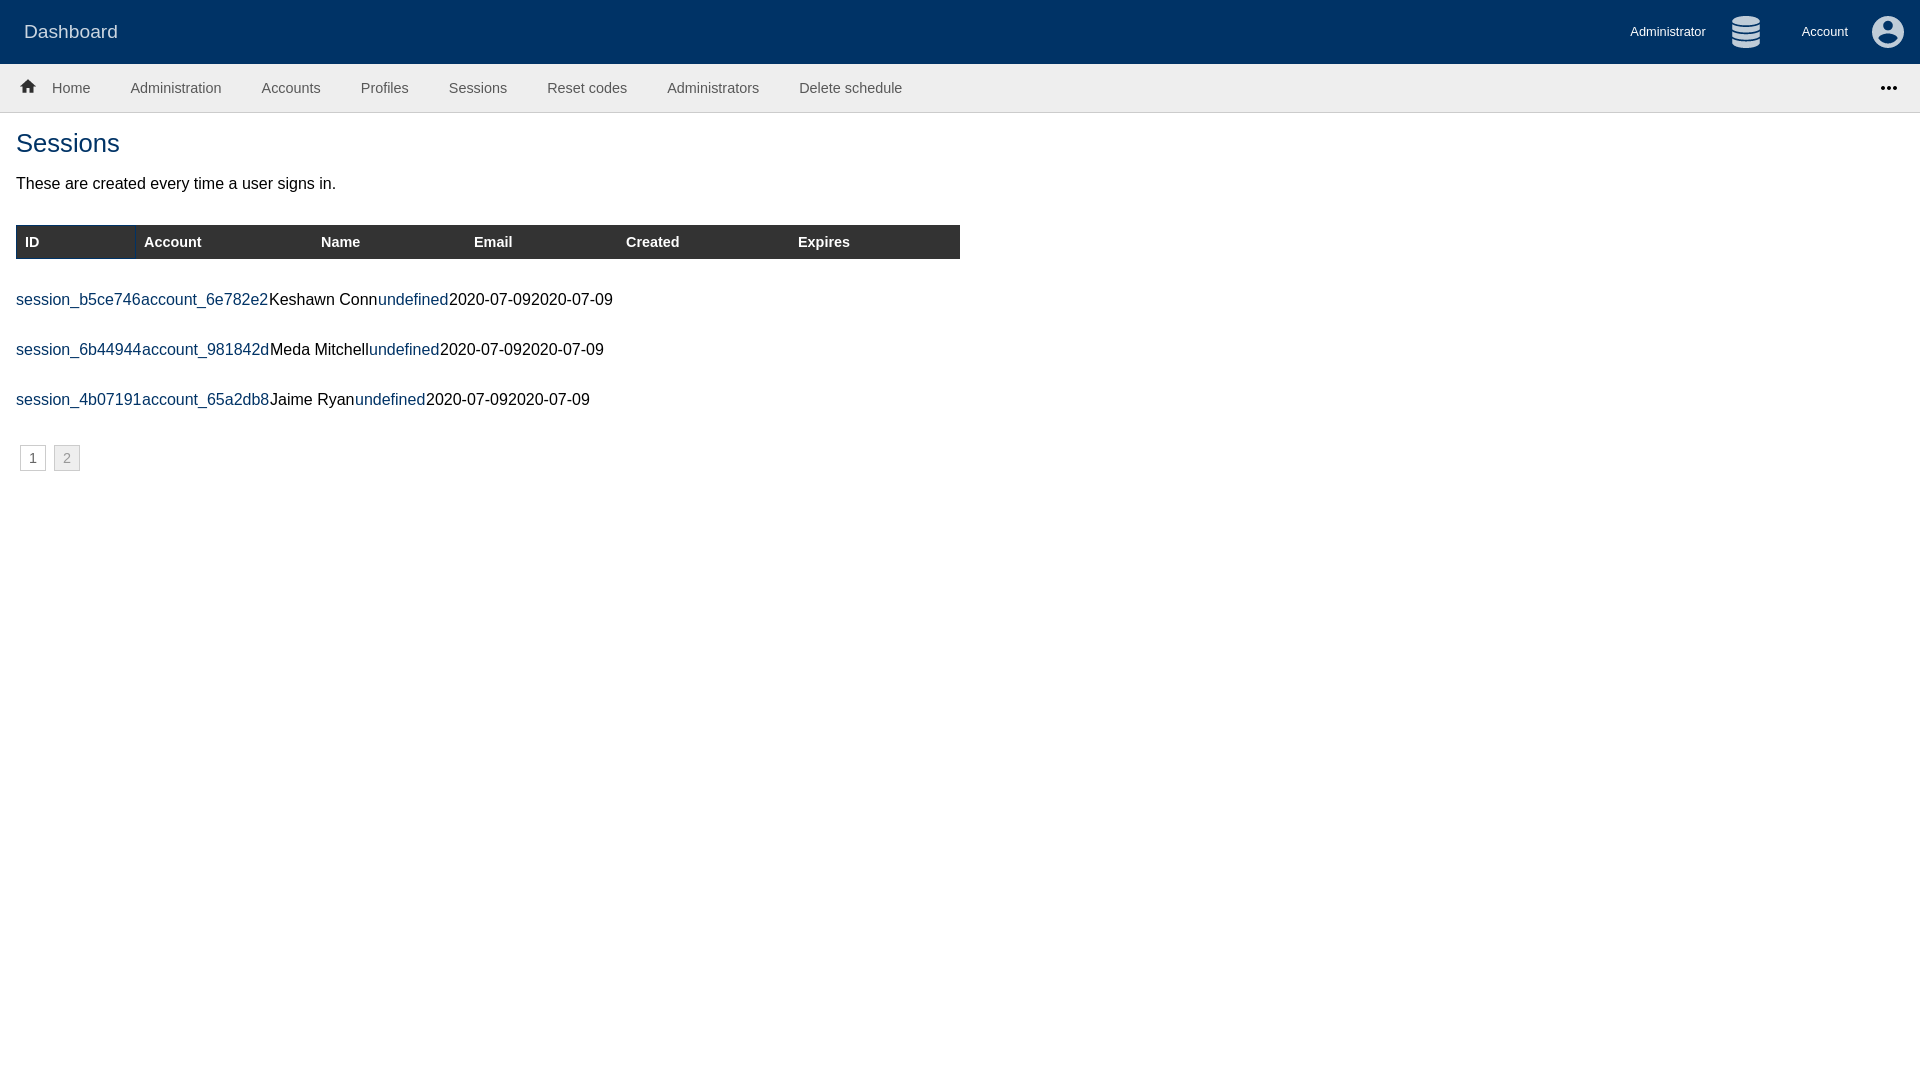 Dashboard
Administrator
Account
Home
Administration
Accounts
Profiles
Sessions
Reset codes
Administrators
Delete schedule
Sessions
These are created every time a user signs in.
ID Account Name Email Created Expires
session_b5ce746account_6e782e2Keshawn Connundefined2020-07-092020-07-09
session_6b44944account_981842dMeda Mitchellundefined2020-07-092020-07-09
session_4b07191account_65a2db8Jaime Ryanundefined2020-07-092020-07-09
1 2